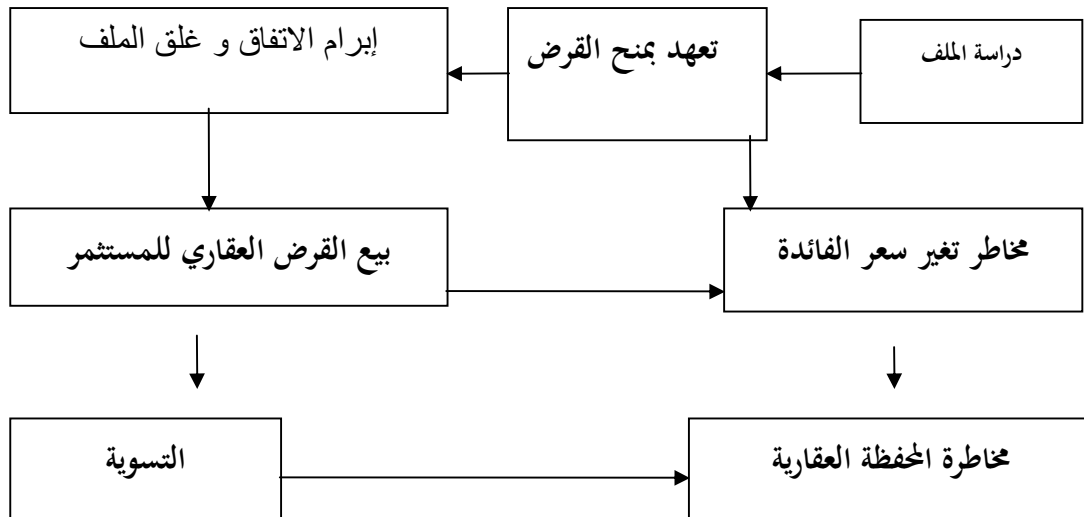 دراسة الملف
تعهد بمنح القرض
إبرام الاتفاق و غلق الملف
مخاطر تغير سعر الفائدة
بيع القرض العقاري للمستثمر
مخاطرة المحفظة العقارية
التسوية